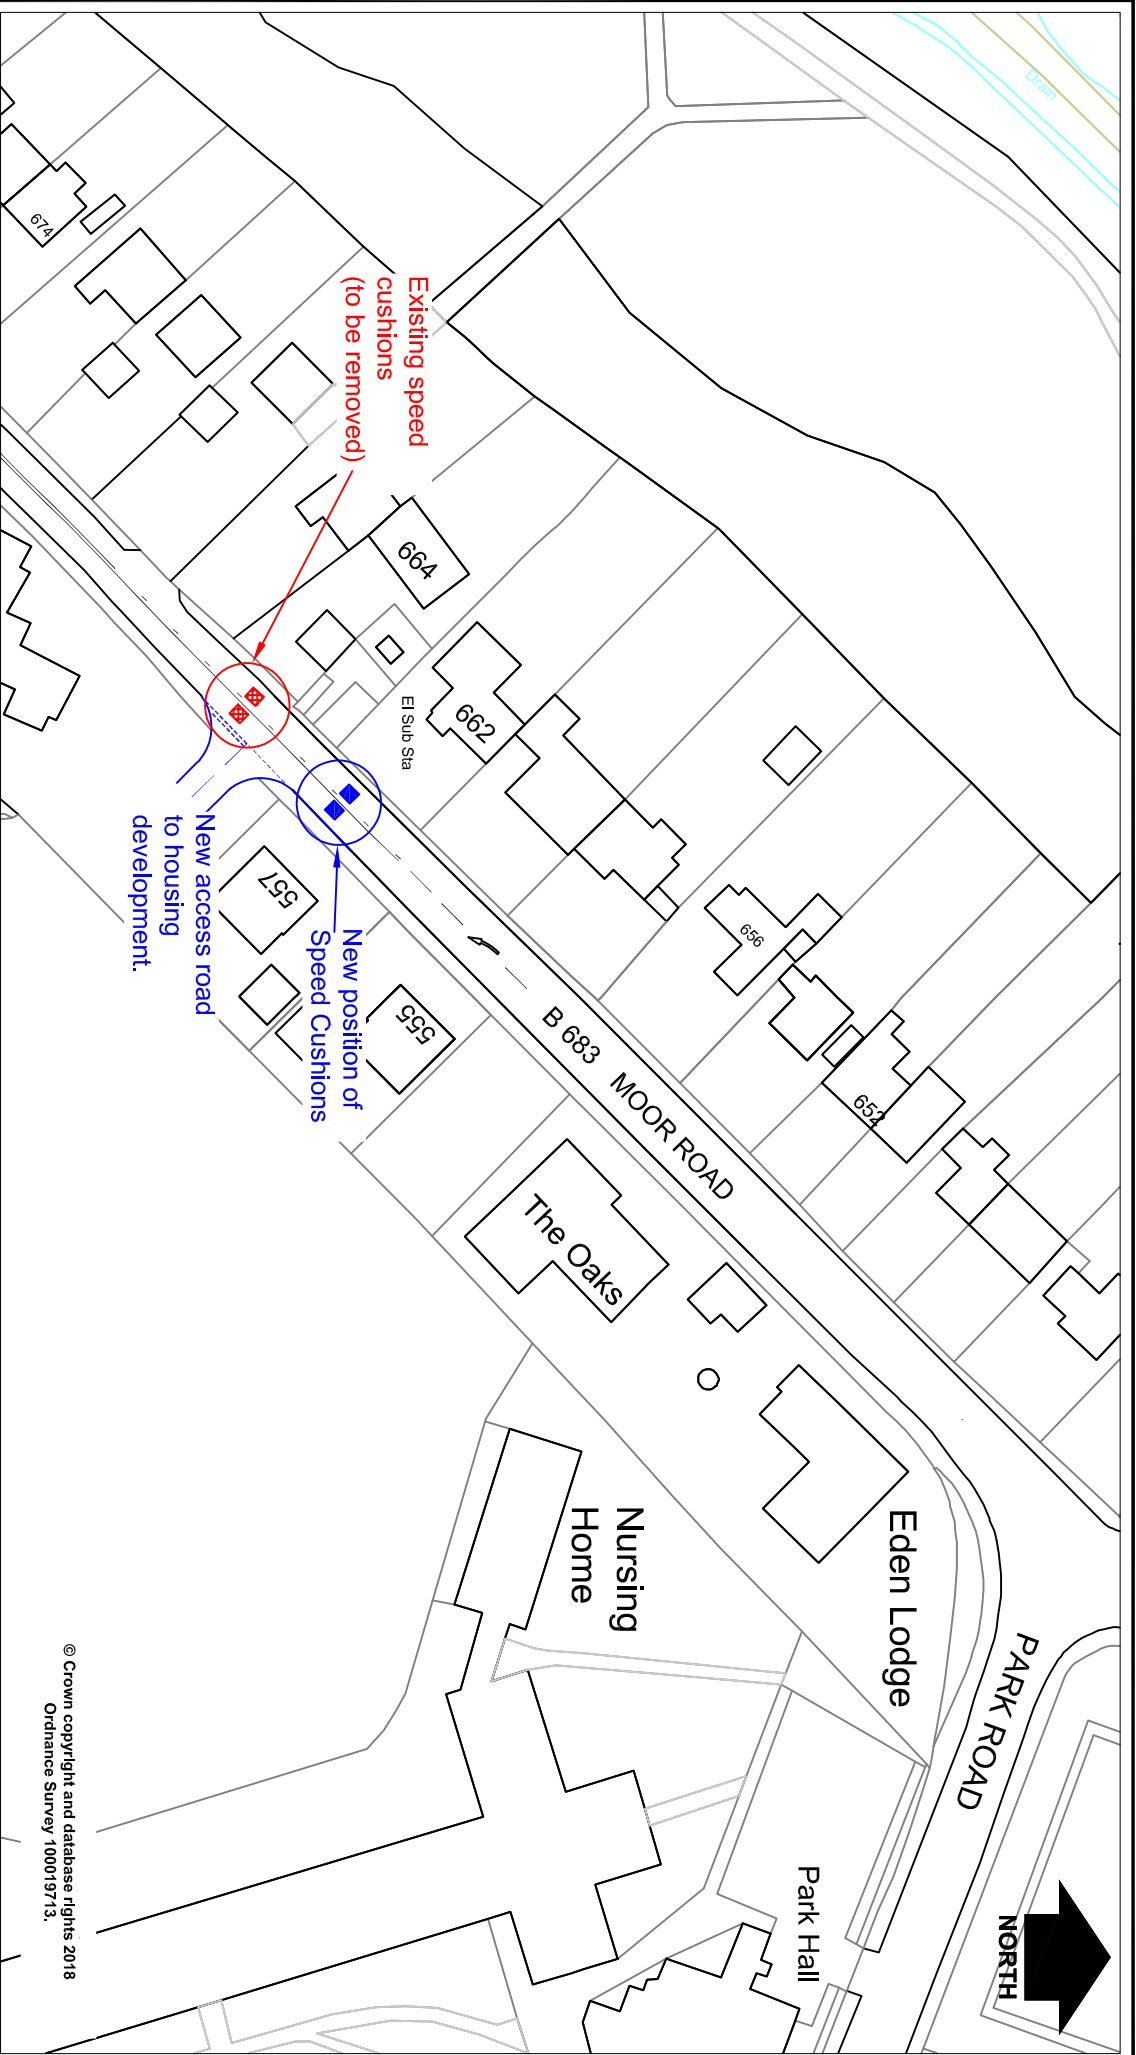 Drain
674
Existing speed
cushions
(to be removed)
664
662
El Sub Sta
656
652
557
555
New access road
to housing
development.
New position of
Speed Cushions
B 683 MOOR ROAD
The Oaks
Eden Lodge
Nursing
Home
PARK ROAD
Park Hall
NORTH
© Crown copyright and database rights 2018
Ordnance Survey 100019713.